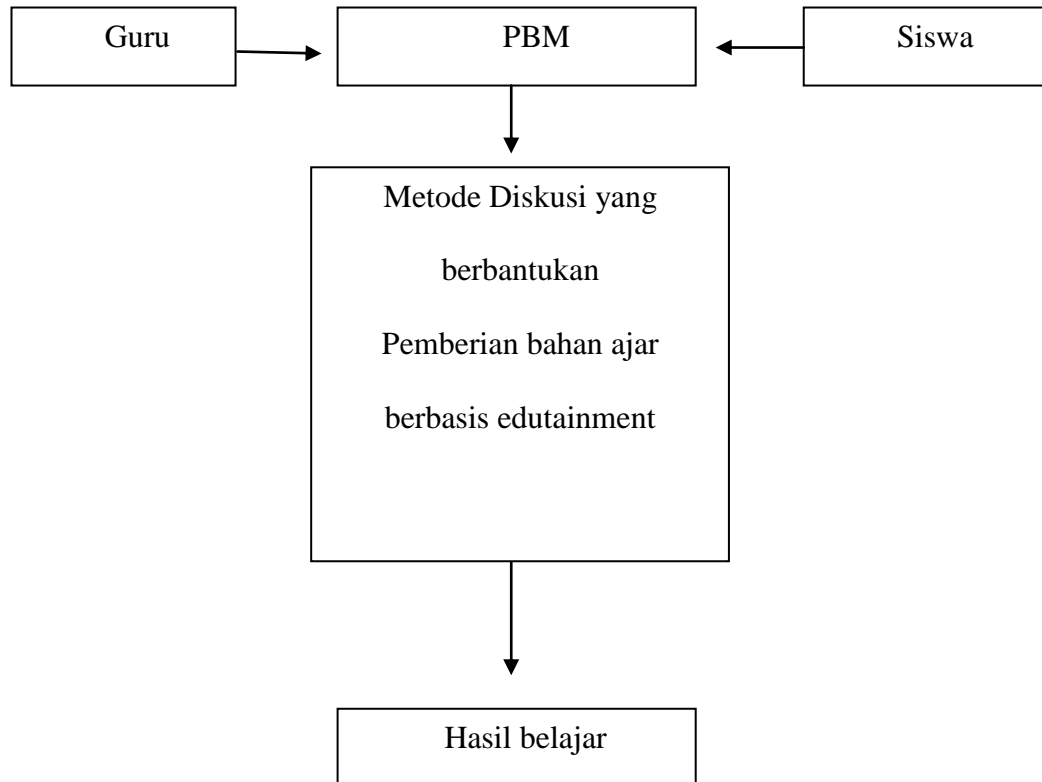 Guru
PBM
Siswa
Metode Diskusi yang
berbantukan
Pemberian bahan ajar
berbasis edutainment
Hasil belajar